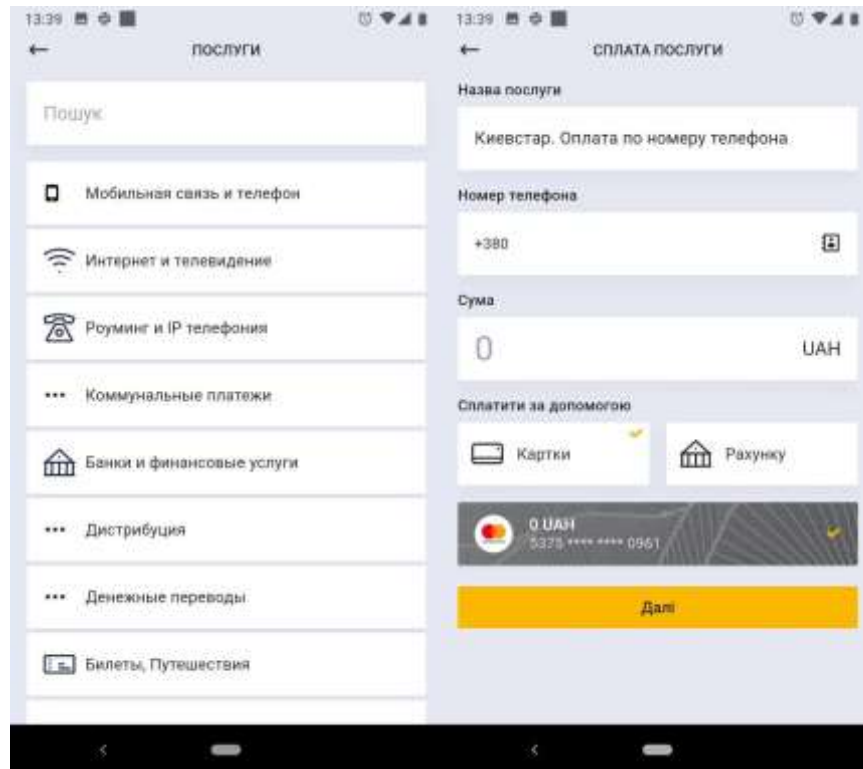 13:39
ПОСЛУГИ
Пошук
Мобильная связь и телефон
Интернет и телевидение
Роуминг и IP телефония
Коммунальные платежи
Банки и финансовые услуги
Дистрибуция
Денежные переводы
Билеты, Путешествия
13:39
СПЛАТА ПОСЛУГИ
Назва послуги
Киевстар. Оплата по номеру телефона
Номер телефона
+380
Сума
0
UAH
Сплатити за допомогою
Картки
Рахунку
0 UAH
5375 **** **** 0961
Далі